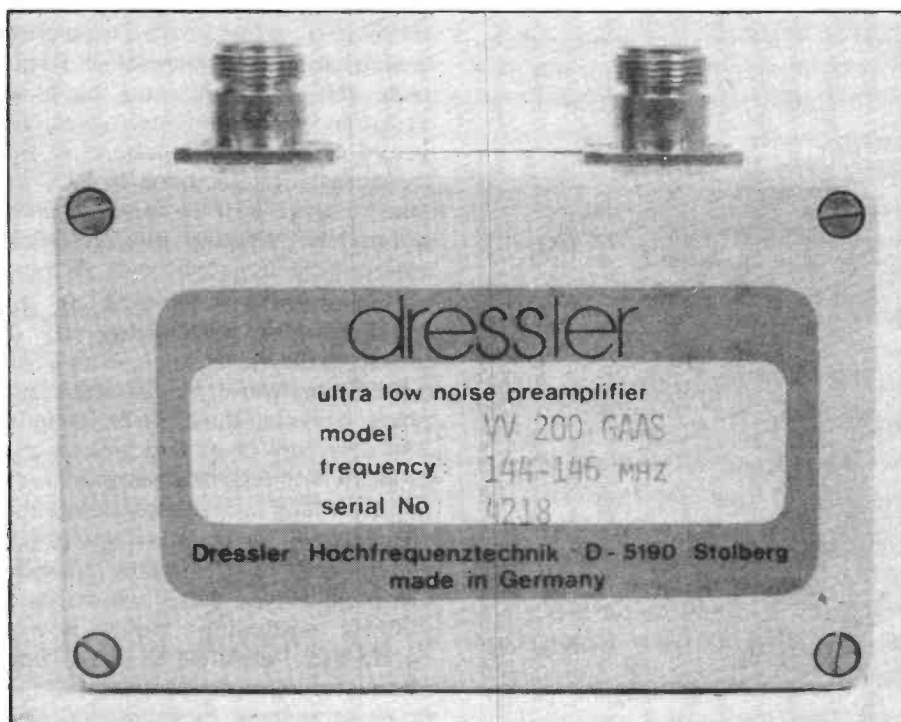 dressler
ultra low noise preamplifier
model: VV 200 GAAS
frequency: 144-146 MHZ
serial No 4218
Dressler Hochfrequenztechnik D-5190 Stolberg
made in Germany